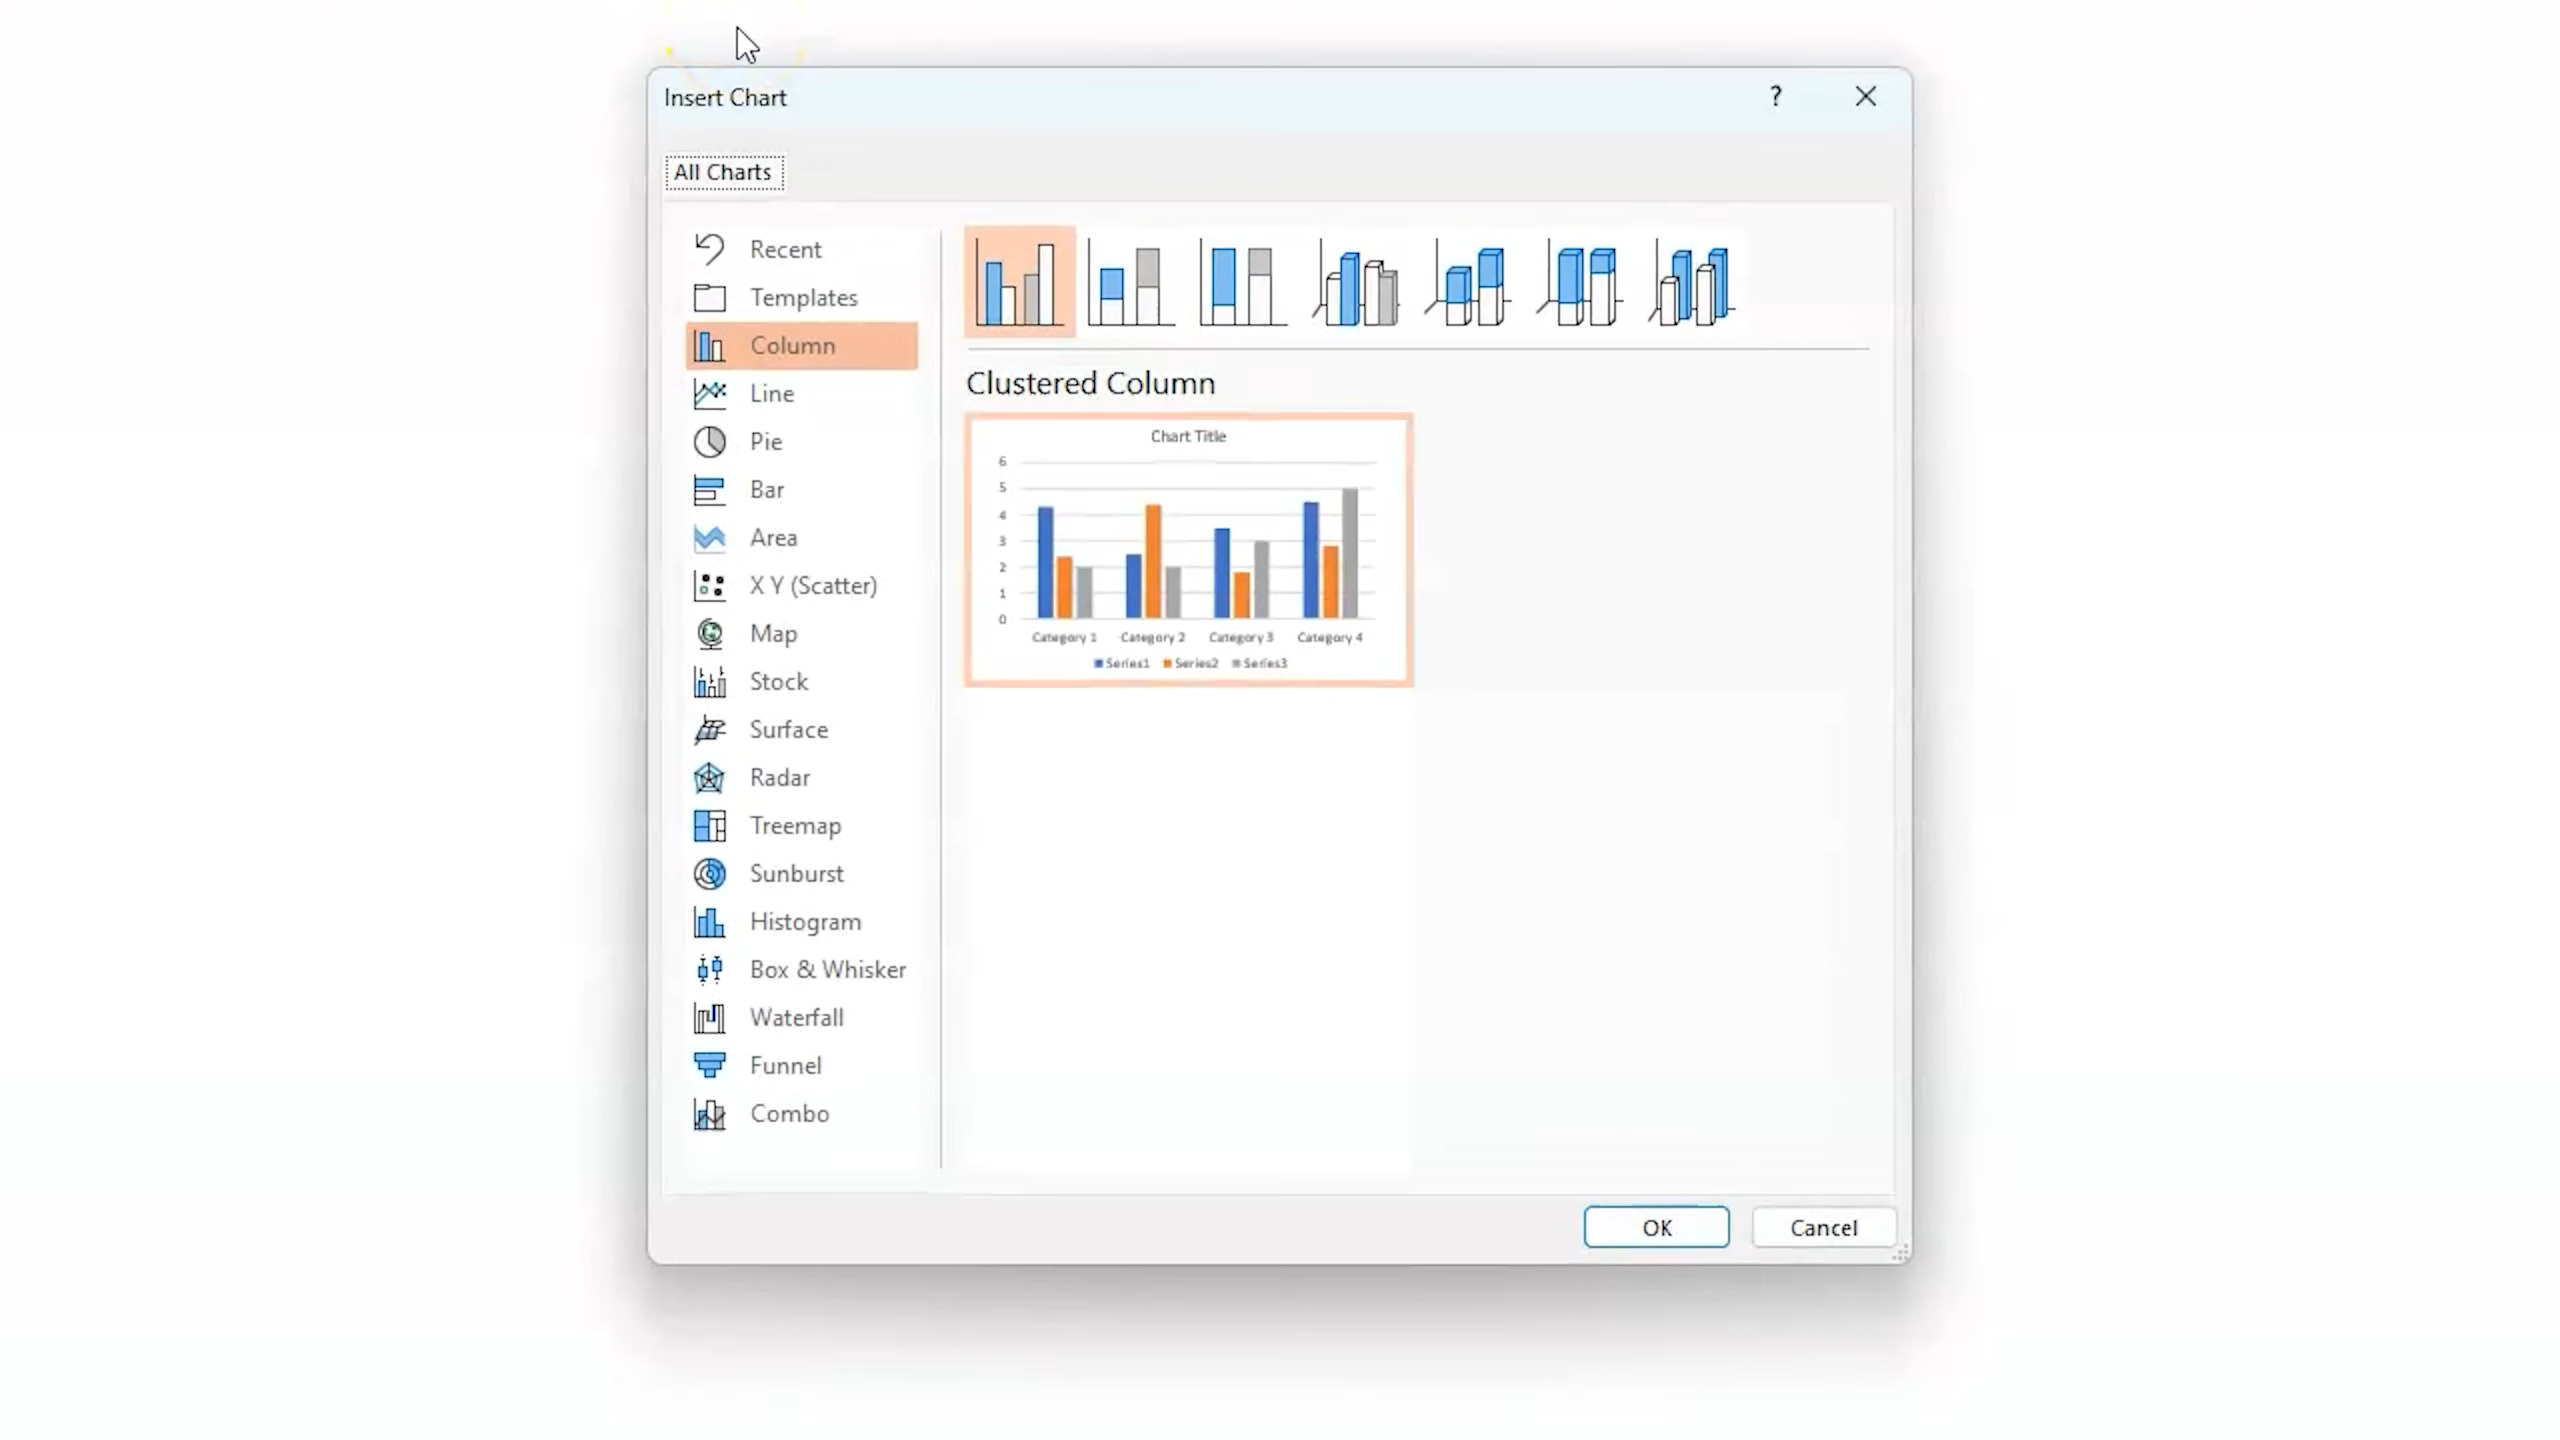 Insert Chart
?
All Charts
Recent
Templates
Column
Line
Pie
Bar
Area
X Y (Scatter)
Map
Stock
Surface
Radar
Treemap
Sunburst
Histogram
Box & Whisker
Waterfall
Funnel
Combo
Clustered Column
Chart Title
6
5
4
3
2
1
0
Category 1 Category 2 Category 3 Category 4
Series1 Series2 Series3
OK Cancel